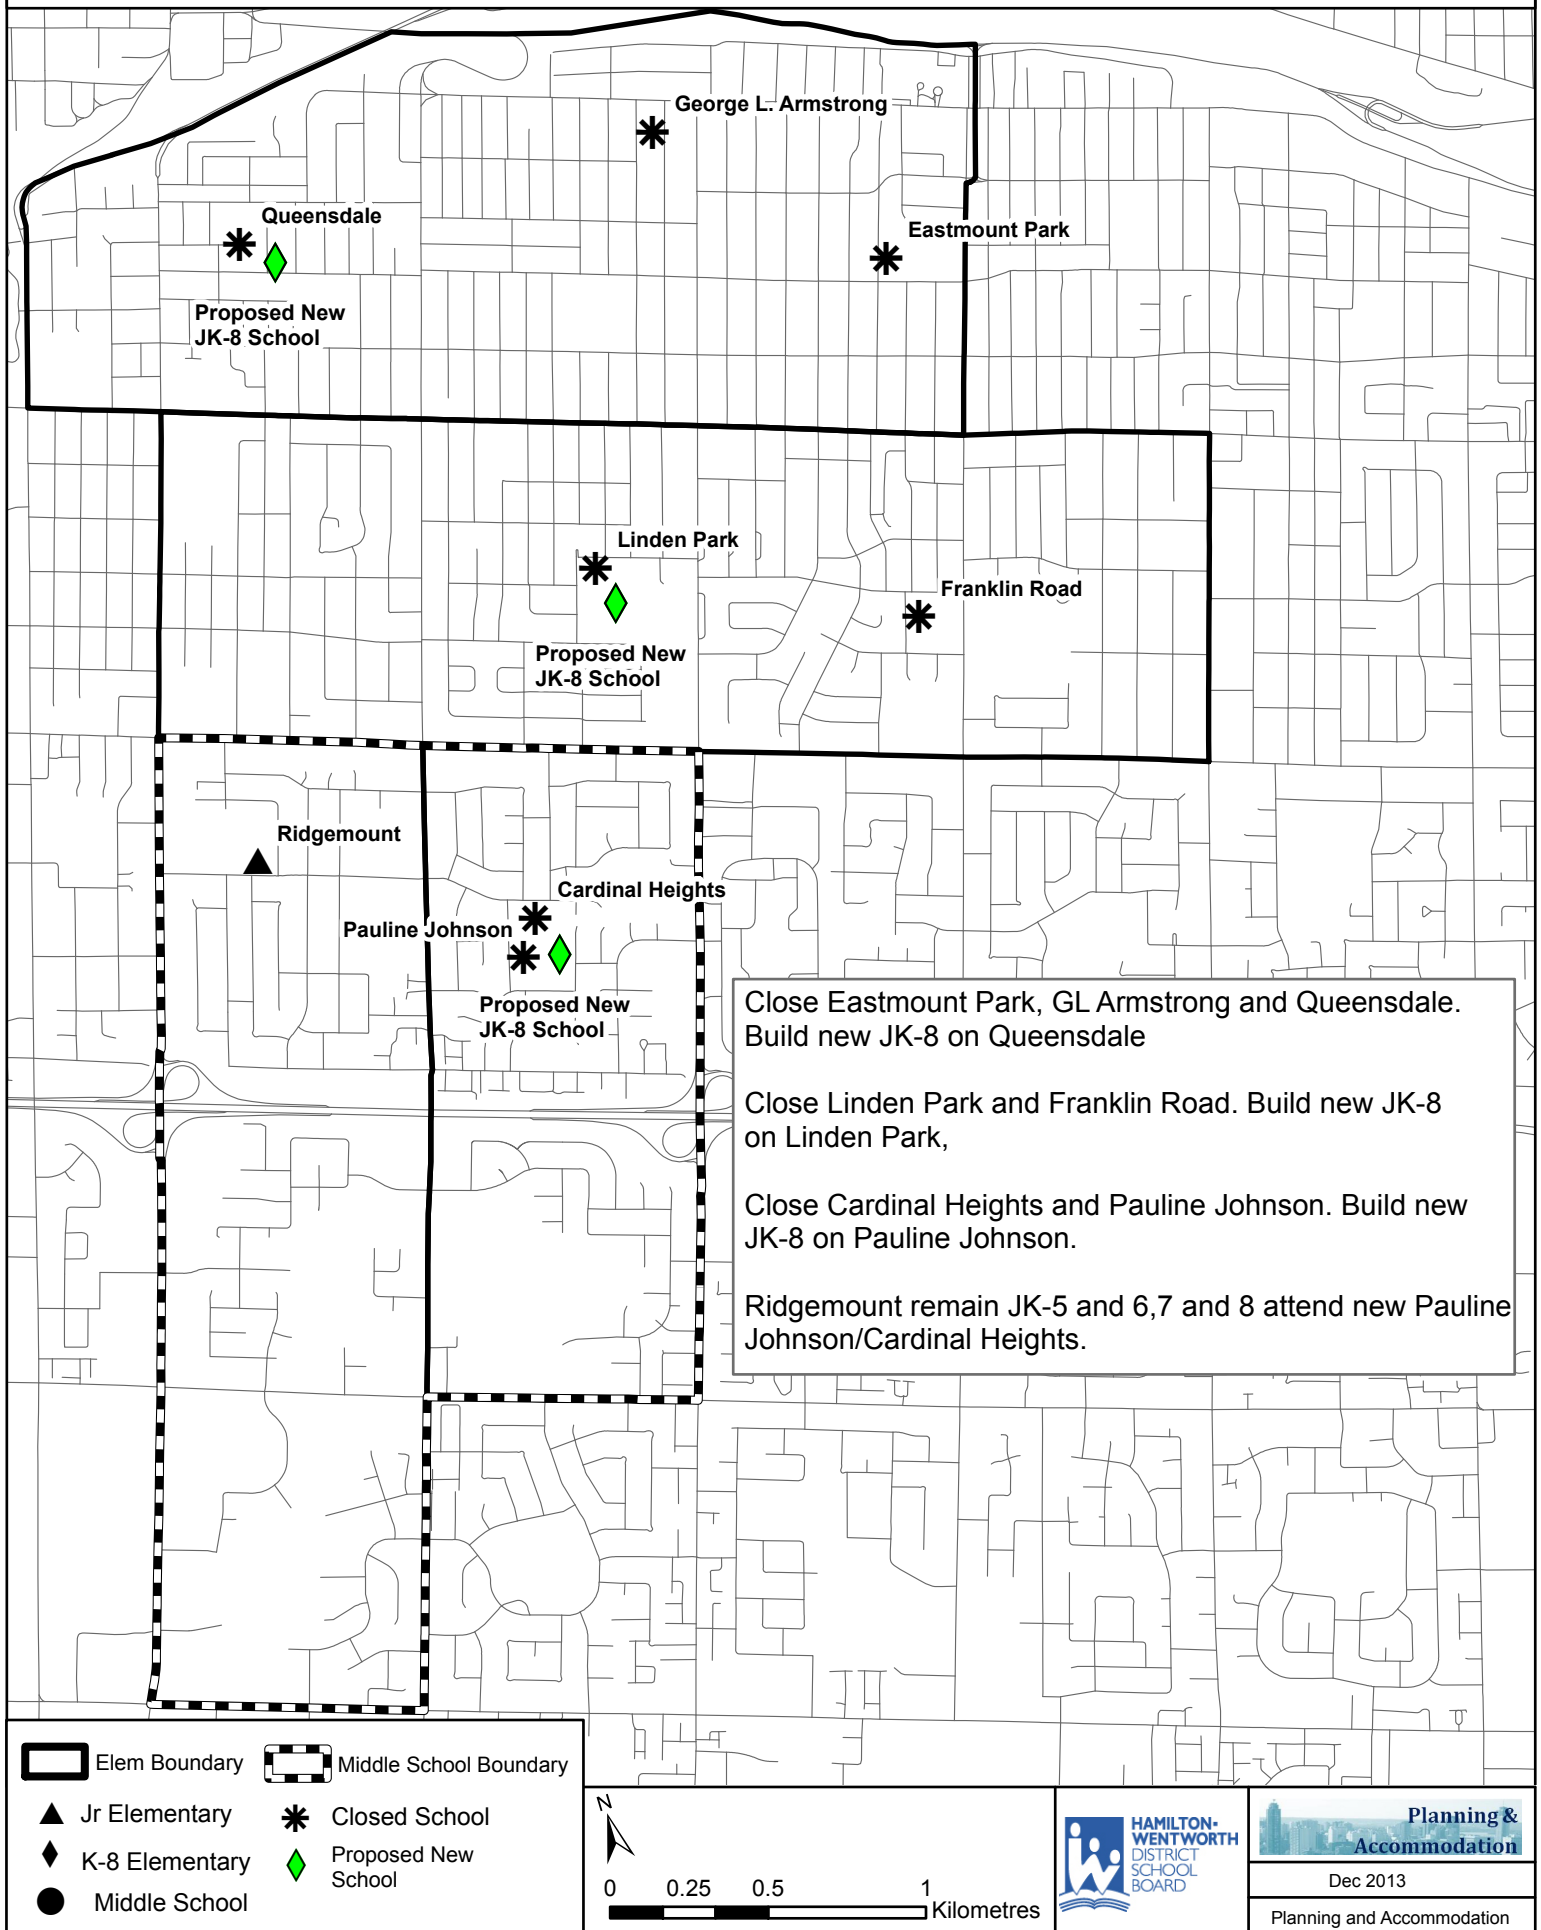 George L. Armstrong
Queensdale
Eastmount Park
Proposed New
JK-8 School
Linden Park
Franklin Road
Proposed New
JK-8 School
Ridgemount
Cardinal Heights
Pauline Johnson
Proposed New
JK-8 School
Close Eastmount Park, GL Armstrong and Queensdale.
Build new JK-8 on Queensdale
Close Linden Park and Franklin Road. Build new JK-8
on Linden Park,
Close Cardinal Heights and Pauline Johnson. Build new
JK-8 on Pauline Johnson.
Ridgemount remain JK-5 and 6,7 and 8 attend new Pauline
Johnson/Cardinal Heights.
Elem Boundary
Middle School Boundary
Jr Elementary
Closed School
K-8 Elementary
Proposed New
School
Middle School
N
0 0.25 0.5 1
Kilometres
HAMILTON-
WENTWORTH
DISTRICT
SCHOOL
BOARD
Planning &
Accommodation
Dec 2013
Planning and Accommodation